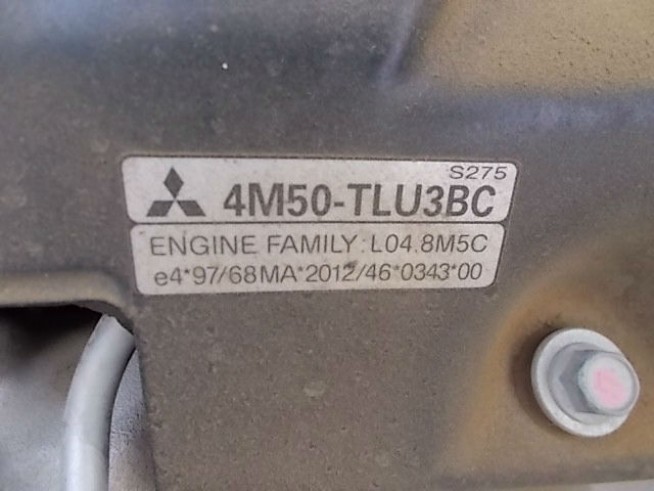 S275
4M50-TLU3BC
ENGINE FAMILY:L04.8M5C
e4*97/68MA*2012/46*0343*00